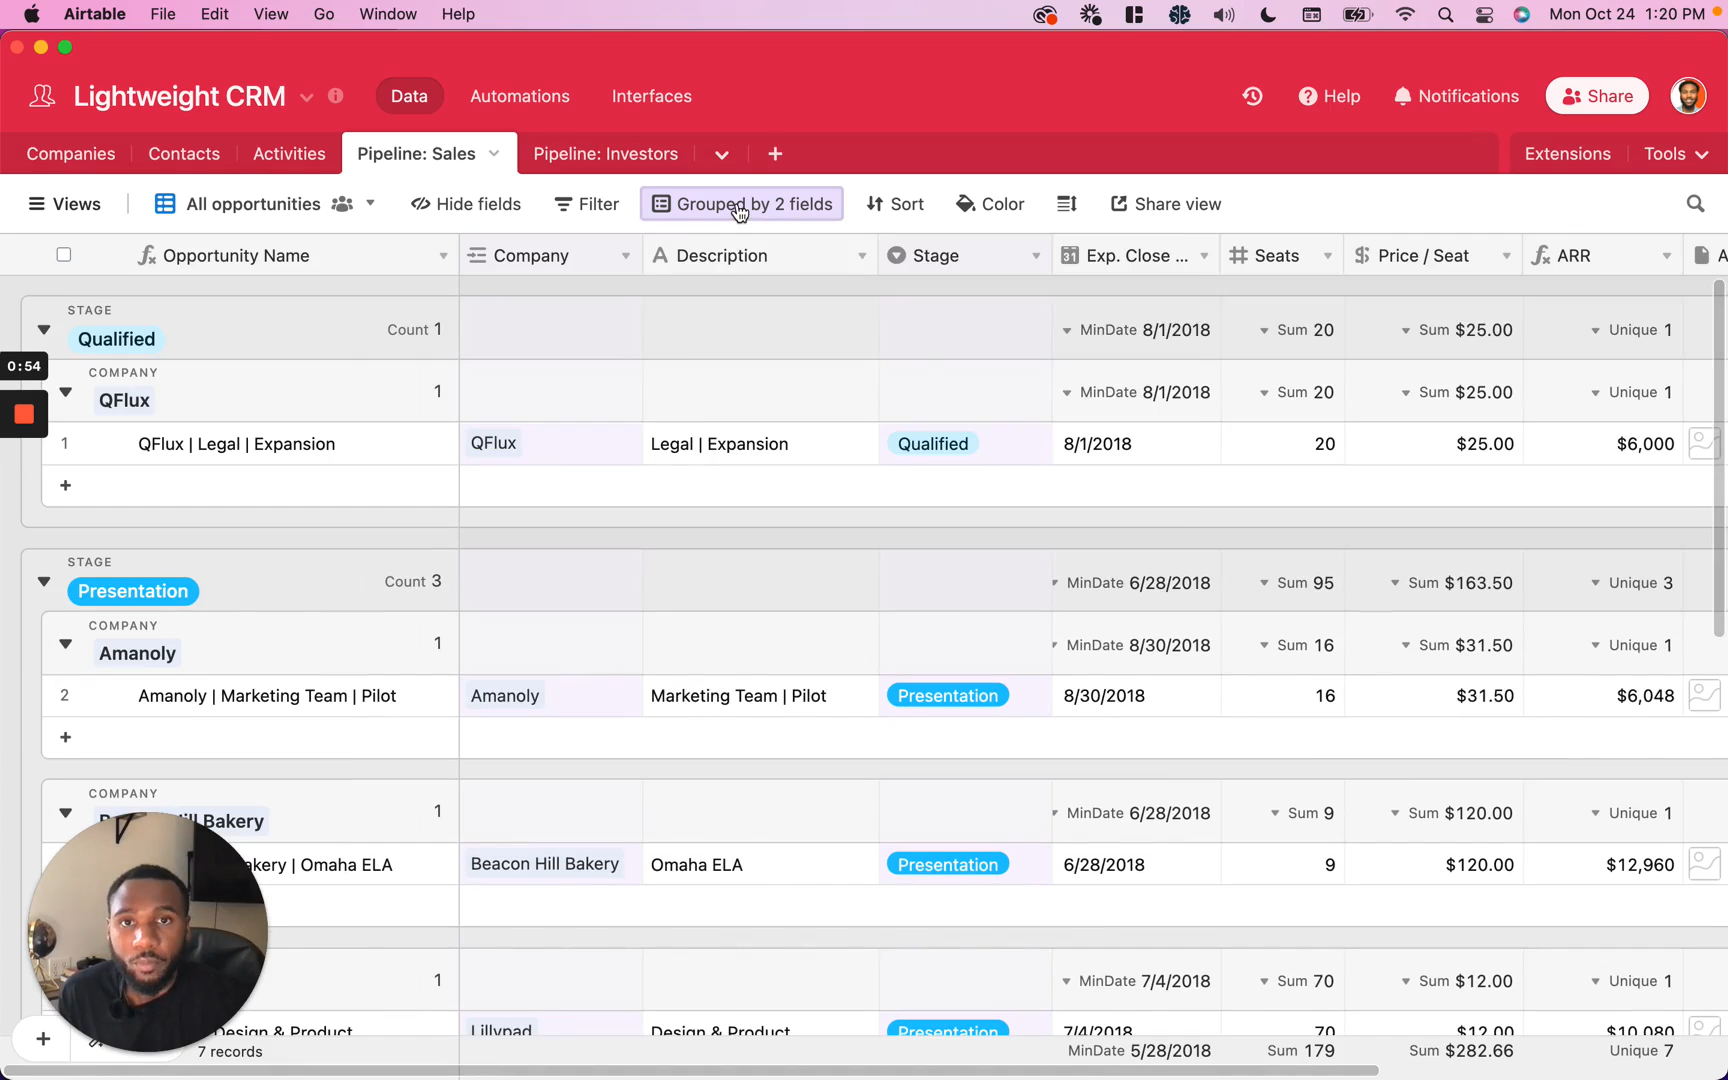 Airtable File Edit View Go Window Help Mon Oct 24 1:20 PM
Lightweight CRM Data Automations Interfaces Help Notifications Share
Companies Contacts Activities Pipeline: Sales Pipeline: Investors + Extensions Tools
Views All opportunities Hide fields Filter Grouped by 2 fields Sort Color Share view
Opportunity Name Company Description Stage Exp. Close ... Seats Price / Seat ARR A
STAGE
Qualified Count 1 MinDate 8/1/2018 Sum 20 Sum $25.00 Unique 1
0:54
COMPANY
QFlux 1 MinDate 8/1/2018 Sum 20 Sum $25.00 Unique 1
1 QFlux | Legal | Expansion QFlux Legal | Expansion Qualified 8/1/2018 20 $25.00 $6,000
+
STAGE
Presentation Count 3 MinDate 6/28/2018 Sum 95 Sum $163.50 Unique 3
COMPANY
Amanoly 1 MinDate 8/30/2018 Sum 16 Sum $31.50 Unique 1
2 Amanoly | Marketing Team | Pilot Amanoly Marketing Team | Pilot Presentation 8/30/2018 16 $31.50 $6,048
+
COMPANY
Bakery 1 MinDate 6/28/2018 Sum 9 Sum $120.00 Unique 1
akery | Omaha ELA Beacon Hill Bakery Omaha ELA Presentation 6/28/2018 9 $120.00 $12,960
1 MinDate 7/4/2018 Sum 70 Sum $12.00 Unique 1
Design & Product Lillypad Design & Product Presentation 7/4/2018 70 $12.00 $10,080
+ 7 records MinDate 5/28/2018 Sum 179 Sum $282.66 Unique 7